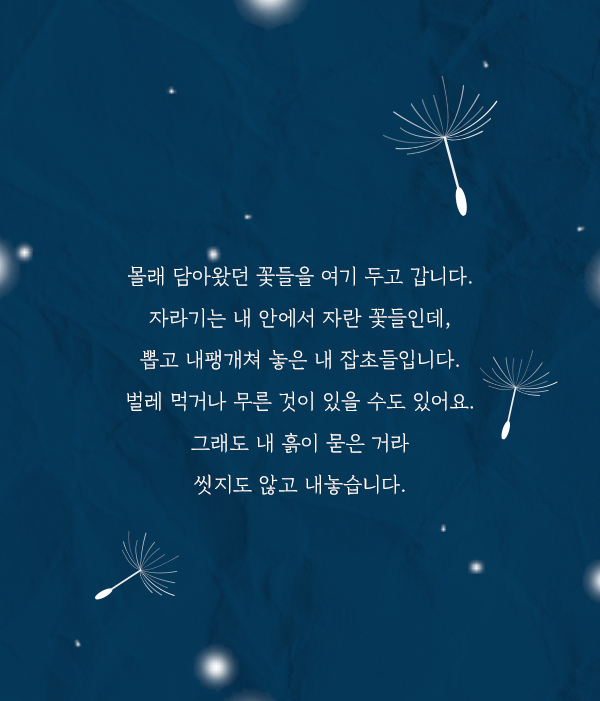 몰래 담아왔던 꽃들을 여기 두고 갑니다.
자라기는 내 안에서 자란 꽃들인데,
뽑고 내팽개쳐 놓은 내 잡초들입니다.
벌레 먹거나 무른 것이 있을 수도 있어요.
그래도 내 흙이 묻은 거라
씻지도 않고 내놓습니다.